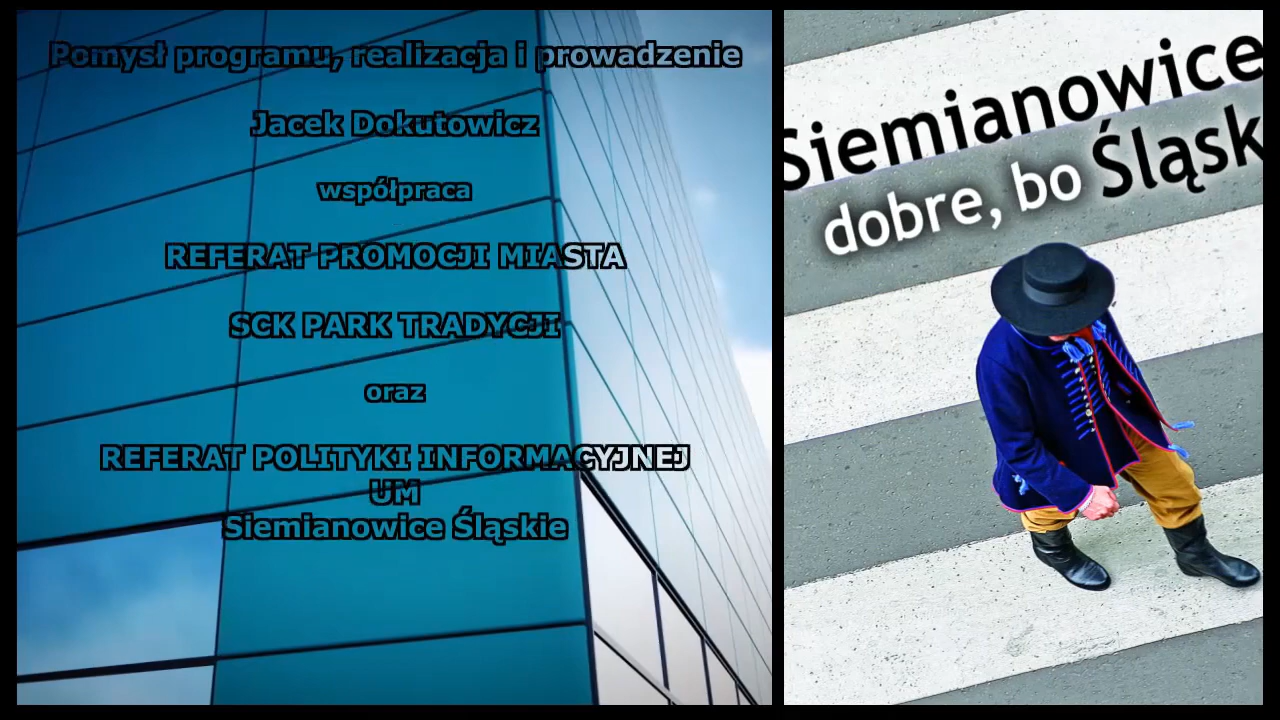 Pomysł programu, realizacja i prowadzenie
Jacek Dokutowicz
współpraca
REFERAT PROMOCJI MIASTA
SCK PARK TRADYCJI
oraz
REFERAT POLITYKI INFORMACYJNEJ
UM
Siemianowice Śląskie
Siemianowice
dobre, bo Śląsk